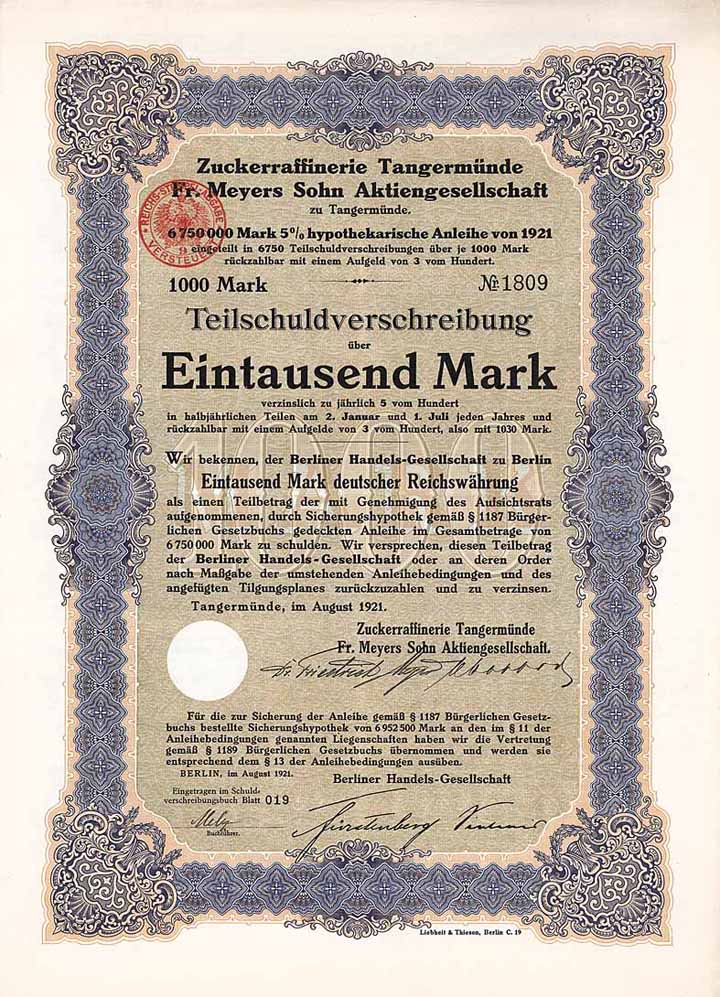 Zuckerraffinerie Tangermünde
Fr. Meyers Sohn Aktiengesellschaft
zu Tangermünde.
6 750 000 Mark 5% hypothekarische Anleihe von 1921
eingeteilt in 6750 Teilschuldverschreibungen über je 1000 Mark
rückzahlbar mit einem Aufgeld von 3 vom Hundert.
1000 Mark
№ 1809
Teilschuldverschreibung
über
Eintausend Mark
verzinslich zu jährlich 5 vom Hundert
in halbjährlichen Teilen am 2. Januar und 1. Juli jeden Jahres und
rückzahlbar mit einem Aufgelde von 3 vom Hundert, also mit 1030 Mark.
1000
Wir bekennen, der Berliner Handels-Gesellschaft zu Berlin
Eintausend Mark deutscher Reichswährung
als einen Teilbetrag der mit Genehmigung des Aufsichtsrats
aufgenommenen, durch Sicherungshypothek gemäß § 1187 Bürger-
lichen Gesetzbuchs gedeckten Anleihe im Gesamtbetrage von
6 750 000 Mark zu schulden. Wir versprechen, diesen Teilbetrag
der Berliner Handels-Gesellschaft oder an deren Order
nach Maßgabe der umstehenden Anleihebedingungen und des
angefügten Tilgungsplanes zurückzuzahlen und zu verzinsen.
Tangermünde, im August 1921.
Zuckerraffinerie Tangermünde
Fr. Meyers Sohn Aktiengesellschaft.
Dr. Friedrich Meyer
Für die zur Sicherung der Anleihe gemäß § 1187 Bürgerlichen Gesetz-
buchs bestellte Sicherungshypothek von 6 952 500 Mark an den im § 11 der
Anleihebedingungen genannten Liegenschaften haben wir die Vertretung
gemäß § 1189 Bürgerlichen Gesetzbuchs übernommen und werden sie
entsprechend dem § 13 der Anleihebedingungen ausüben.
BERLIN, im August 1921.
Berliner Handels-Gesellschaft
Eingetragen im Schuld-
verschreibungsbuch Blatt 019
Buchführer.
Fürstenberg
Liebheit & Thiesen, Berlin C. 19